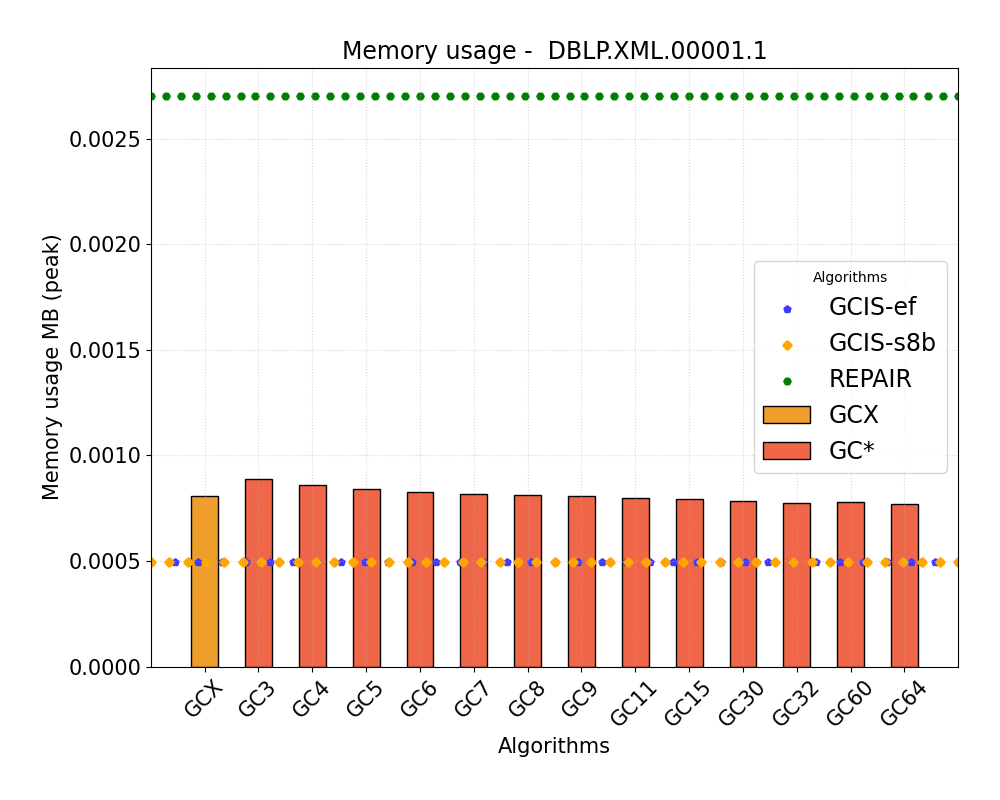 Memory usage -  DBLP.XML.00001.1
Memory usage MB (peak)
0.0025
0.0020
0.0015
0.0010
0.0005
0.0000
Algorithms
GCIS-ef
GCIS-s8b
REPAIR
GCX
GC*
GCX
GC3
GC4
GC5
GC6
GC7
GC8
GC9
GC11
GC15
GC30
GC32
GC60
GC64
Algorithms